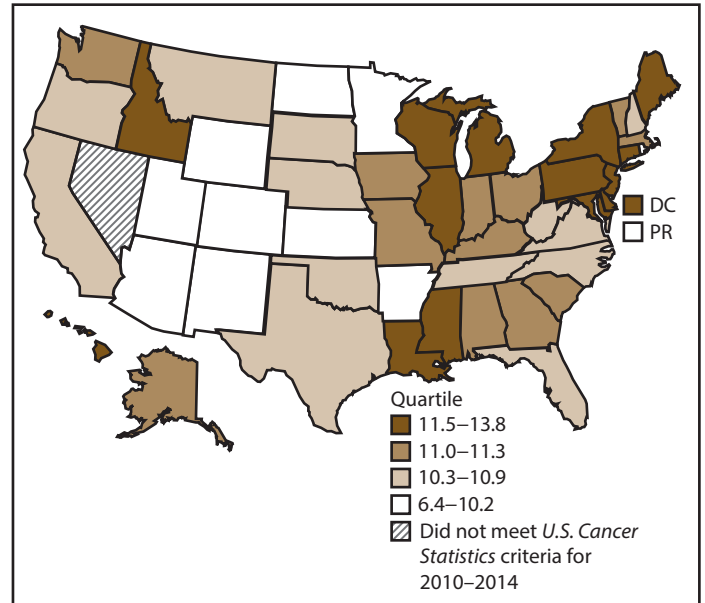 DC
PR
Quartile
11.5–13.8
11.0–11.3
10.3–10.9
6.4–10.2
Did not meet U.S. Cancer
Statistics criteria for
2010–2014